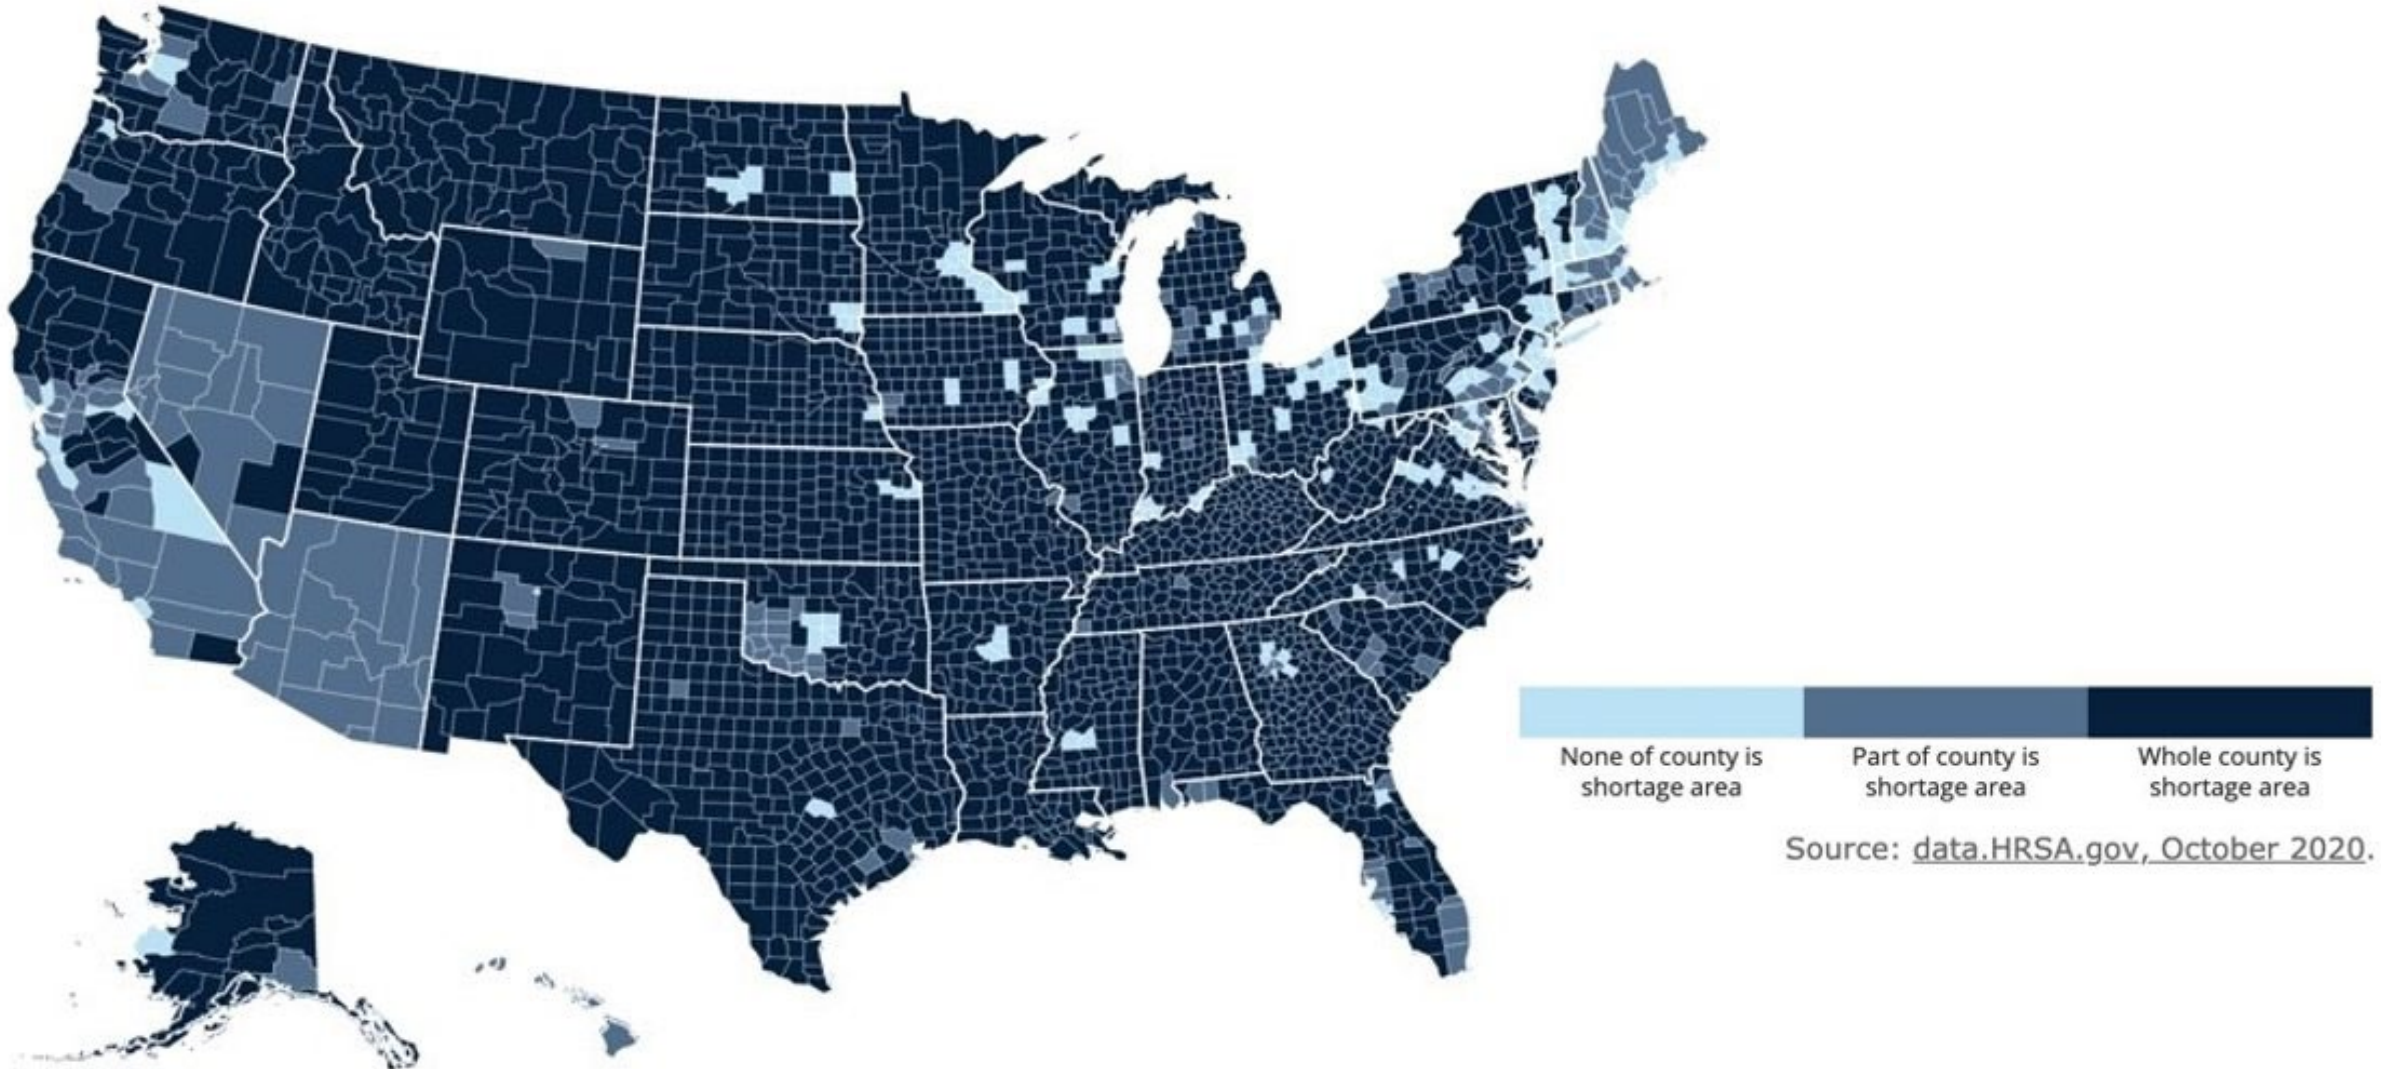 None of county is
shortage area
Part of county is
shortage area
Whole county is
shortage area
Source: data.HRSA.gov, October 2020.